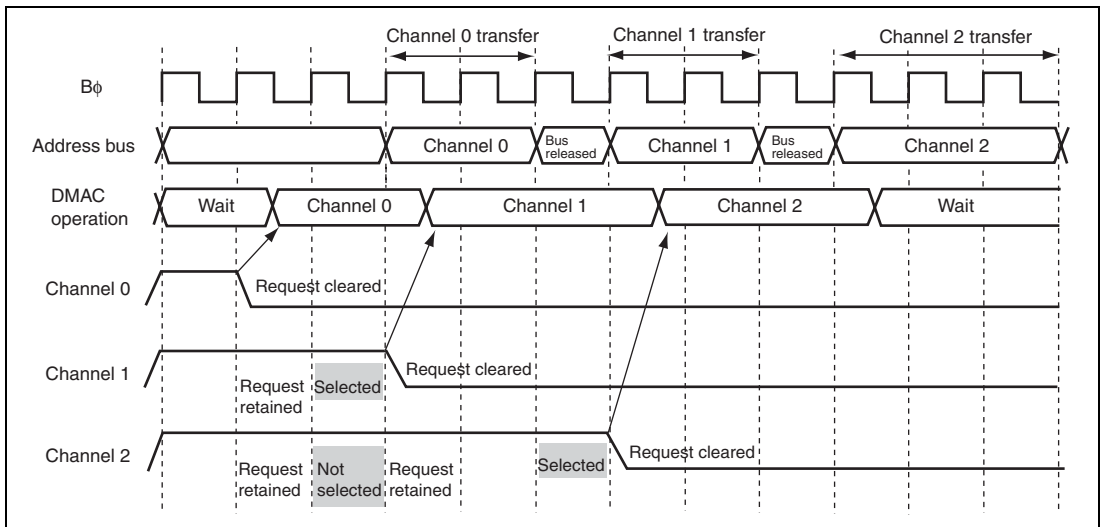 Channel 0 transfer Channel 1 transfer Channel 2 transfer
Bϕ
Address bus Channel 0 Bus released Channel 1 Bus released Channel 2
DMAC operation Wait Channel 0 Channel 1 Channel 2 Wait
Channel 0 Request cleared
Channel 1 Request retained Selected Request cleared
Channel 2 Request retained Not selected Request retained Selected Request cleared